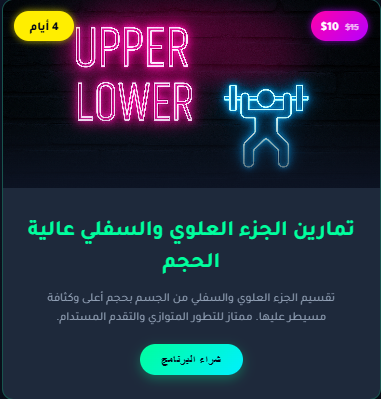 4 أيام
$15 $10
UPPER
LOWER
تمارين الجزء العلوي والسفلي عالية
الحجم
تقسيم الجزء العلوي والسفلي من الجسم بحجم أعلى وكثافة
مسيطر عليها. ممتاز للتطور المتوازي والتقدم المستدام.
شراء البرنامج